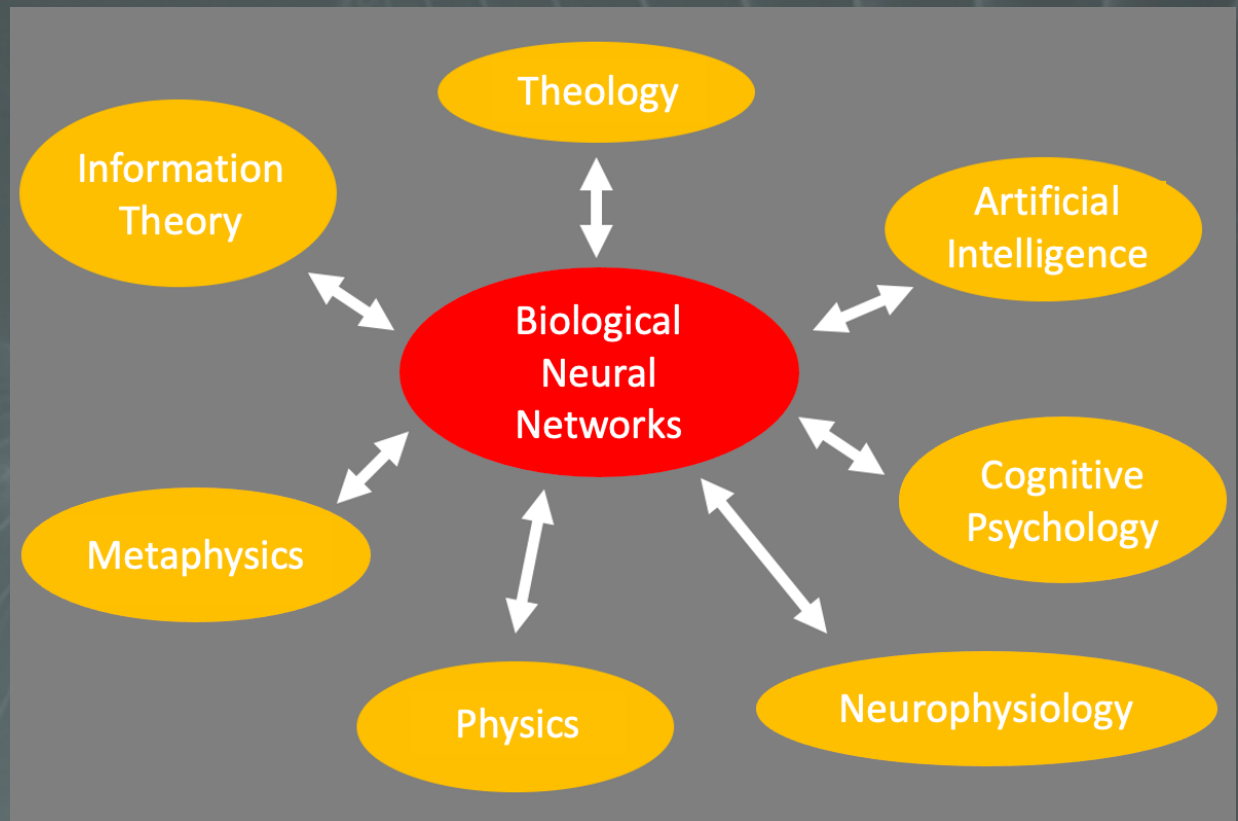 Theology
Information
Theory
Artificial
Intelligence
Biological
Neural
Networks
Cognitive
Psychology
Metaphysics
Physics
Neurophysiology